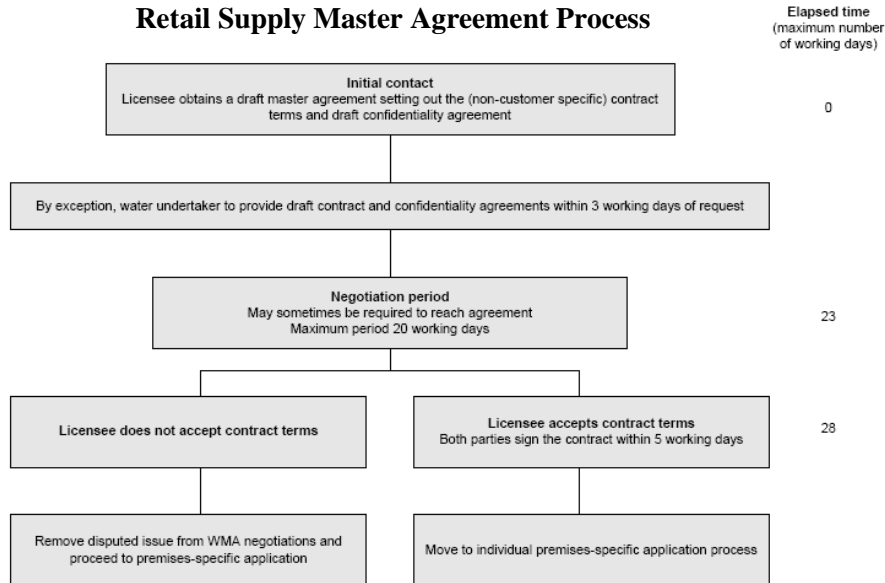 Retail Supply Master Agreement Process
Elapsed time
(maximum number
of working days)
Initial contact
Licensee obtains a draft master agreement setting out the (non-customer specific) contract
terms and draft confidentiality agreement
0
By exception, water undertaker to provide draft contract and confidentiality agreements within 3 working days of request
Negotiation period
May sometimes be required to reach agreement
Maximum period 20 working days
23
Licensee does not accept contract terms
Licensee accepts contract terms
Both parties sign the contract within 5 working days
28
Remove disputed issue from WMA negotiations and
proceed to premises-specific application
Move to individual premises-specific application process